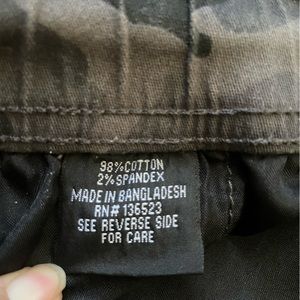 98% COTTON
2% SPANDEX
MADE IN BANGLADESH
RN# 136523
SEE REVERSE SIDE
FOR CARE